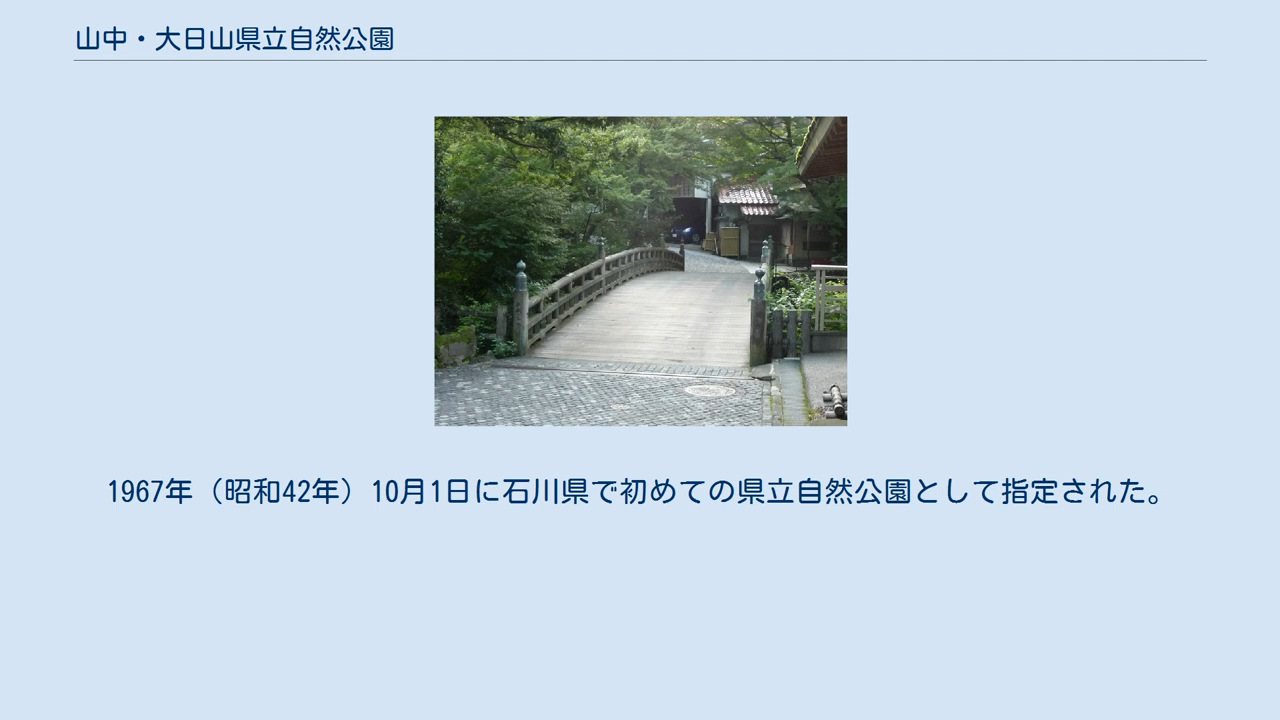 山中・大日山県立自然公園
1967年（昭和42年）10月1日に石川県で初めての県立自然公園として指定された。